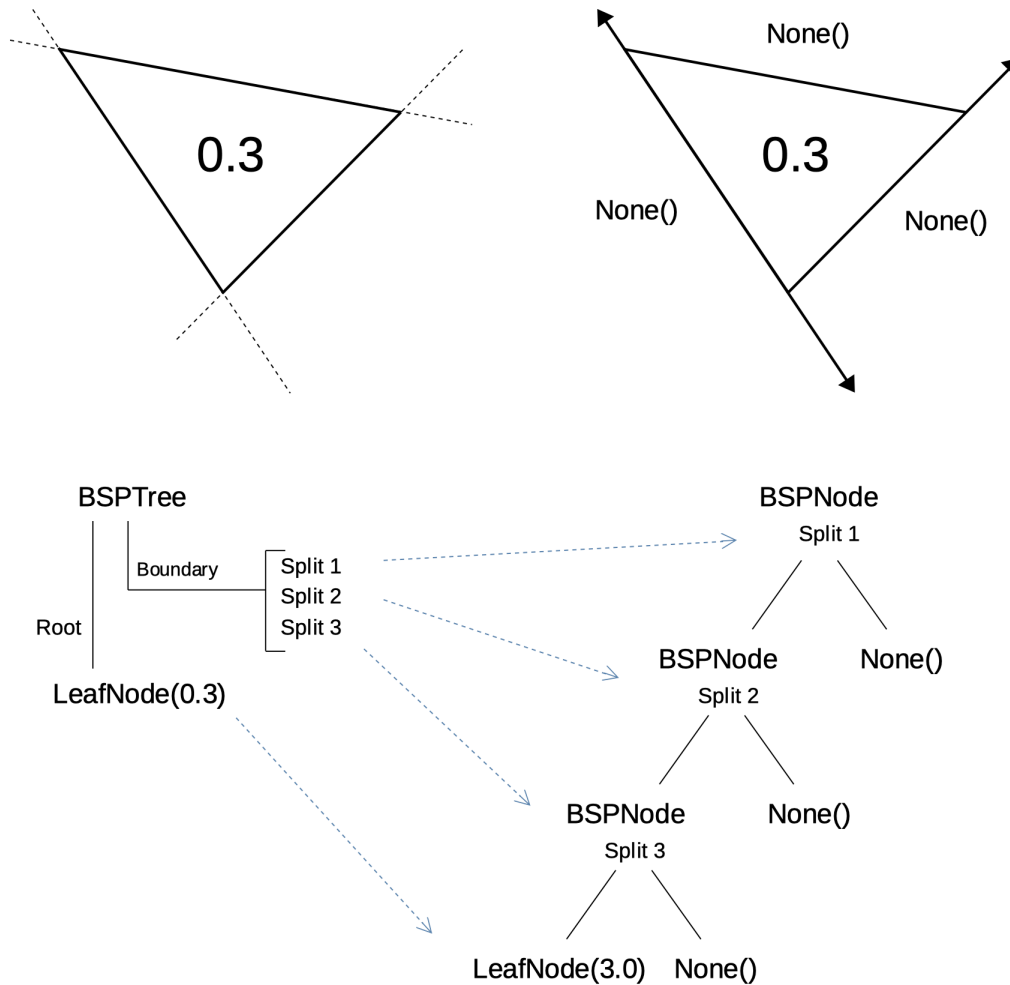 None()
0.3
0.3
None()
None()
BSPTree
Boundary
Split 1
Split 2
Split 3
Root
LeafNode(0.3)
BSPNode
Split 1
BSPNode
None()
Split 2
BSPNode
None()
Split 3
LeafNode(3.0)
None()